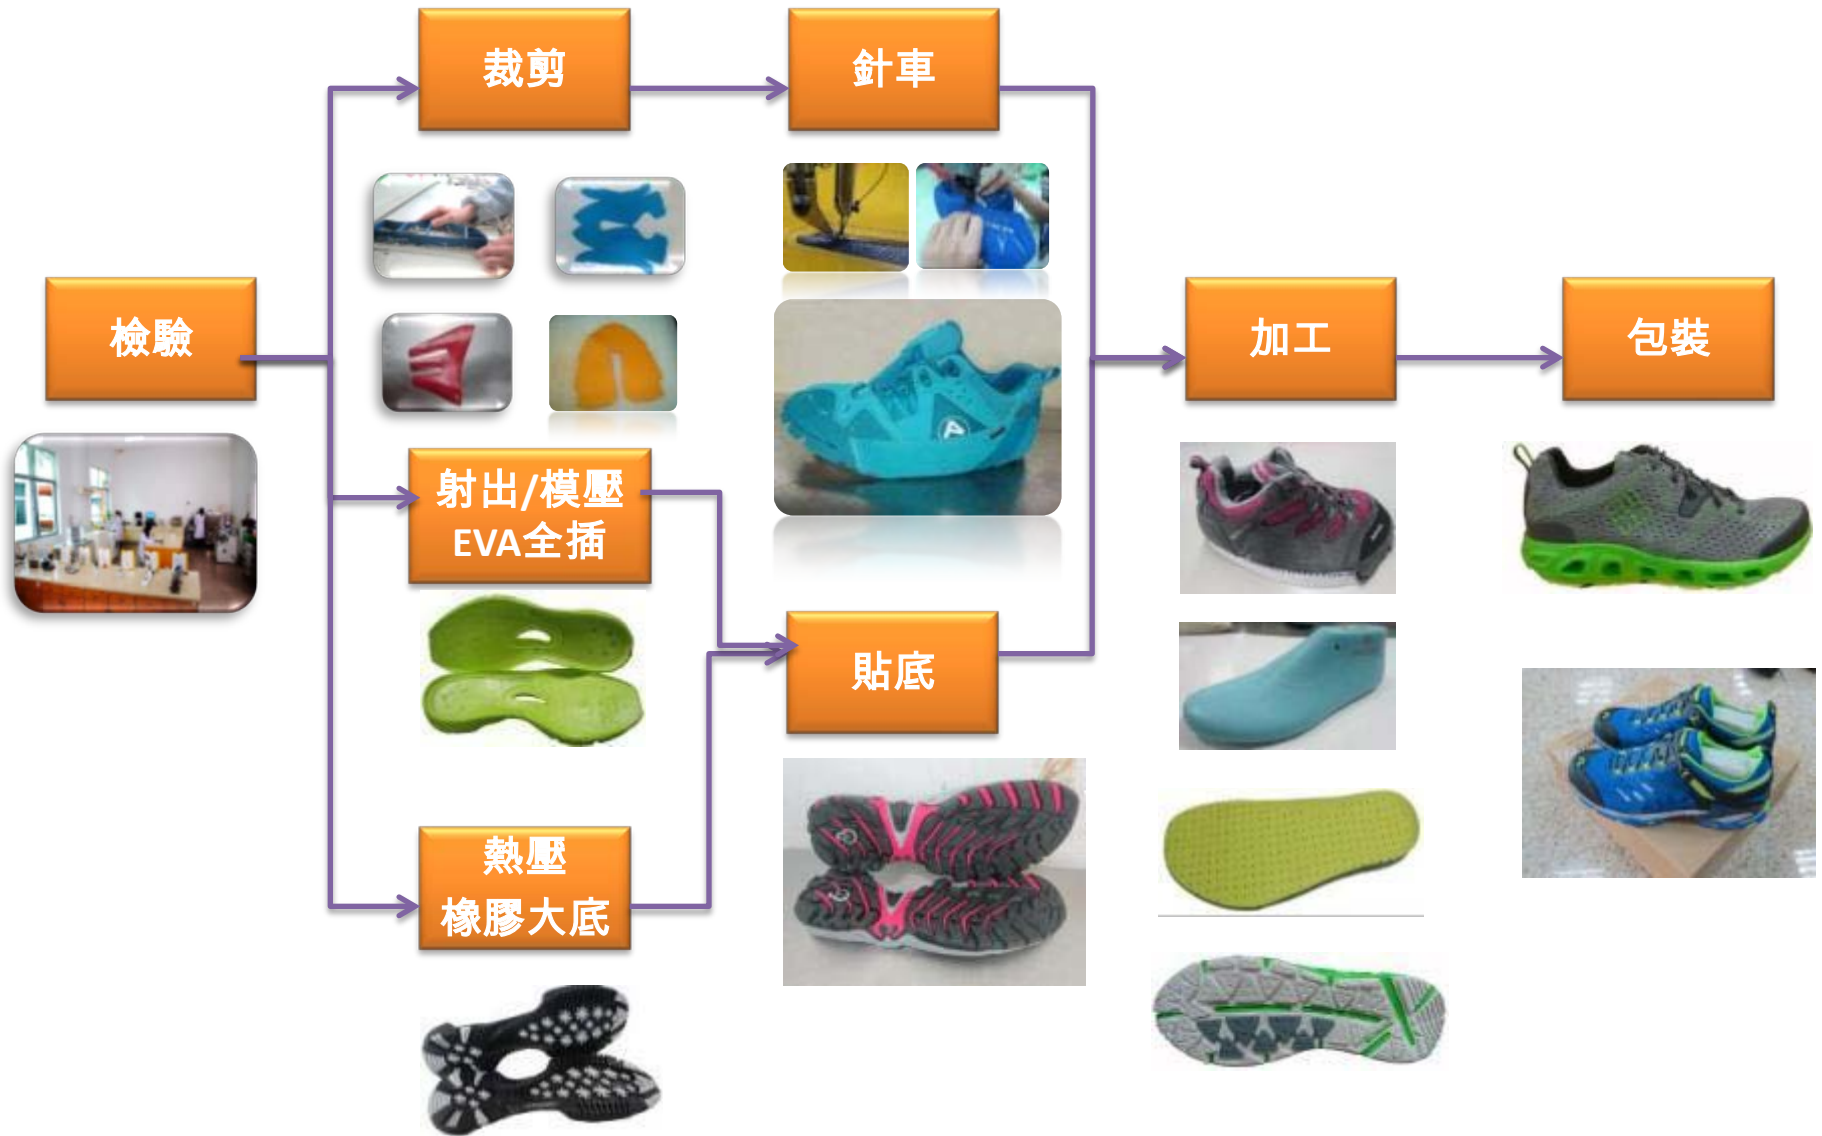 裁剪
針車
檢驗
加工
包裝
射出/模壓
EVA全插
貼底
熱壓
橡膠大底